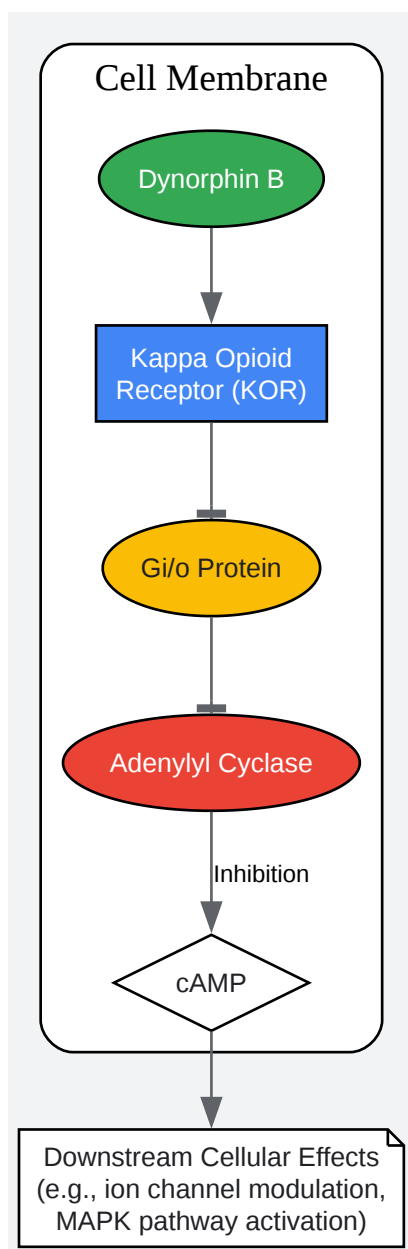 Cell Membrane
Dynorphin B
Kappa Opioid
Receptor (KOR)
Gi/o Protein
Adenylyl Cyclase
Inhibition
cAMP
Downstream Cellular Effects
(e.g., ion channel modulation,
MAPK pathway activation)